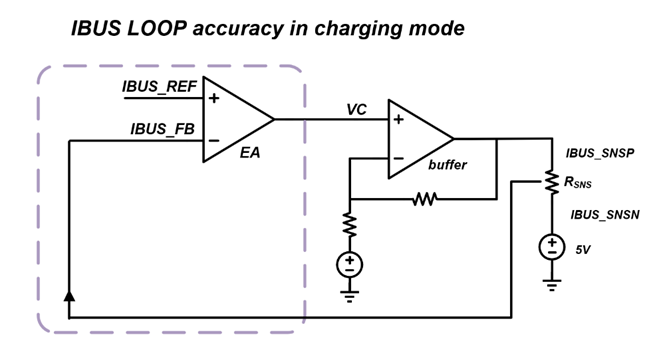 IBUS LOOP accuracy in charging mode
IBUS_REF
+
IBUS_FB
−
EA
VC
+
−
buffer
IBUS_SNSP
RSNS
IBUS_SNSN
+
−
5V
+
−